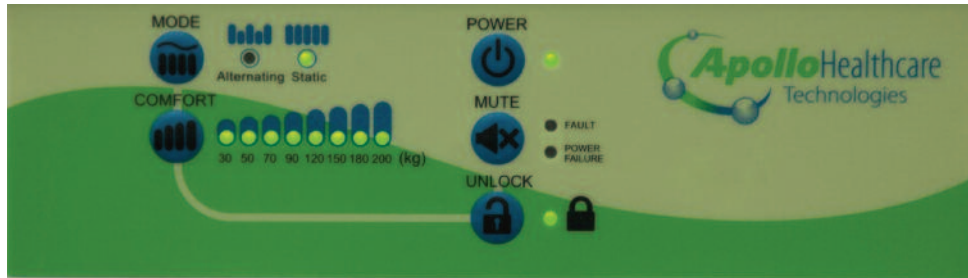 MODE
Alternating Static
COMFORT
30 50 70 90 120 150 180 200 (kg)
POWER
MUTE
FAULT
POWER
FAILURE
UNLOCK
ApolloHealthcare
Technologies